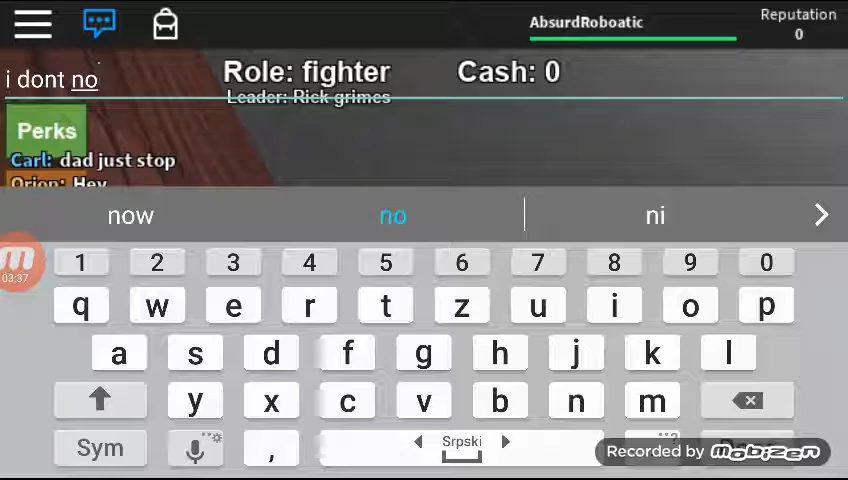 AbsurdRoboatic
Reputation
0
i dont no
Role: fighter
Cash: 0
Leader: Rick grimes
Perks
Carl: dad just stop
Orion: Hey
now no ni
03:37
1 2 3 4 5 6 7 8 9 0
q w e r t z u i o p
a s d f g h j k l
y x c v b n m
Sym , Srpski
Recorded by mobizen